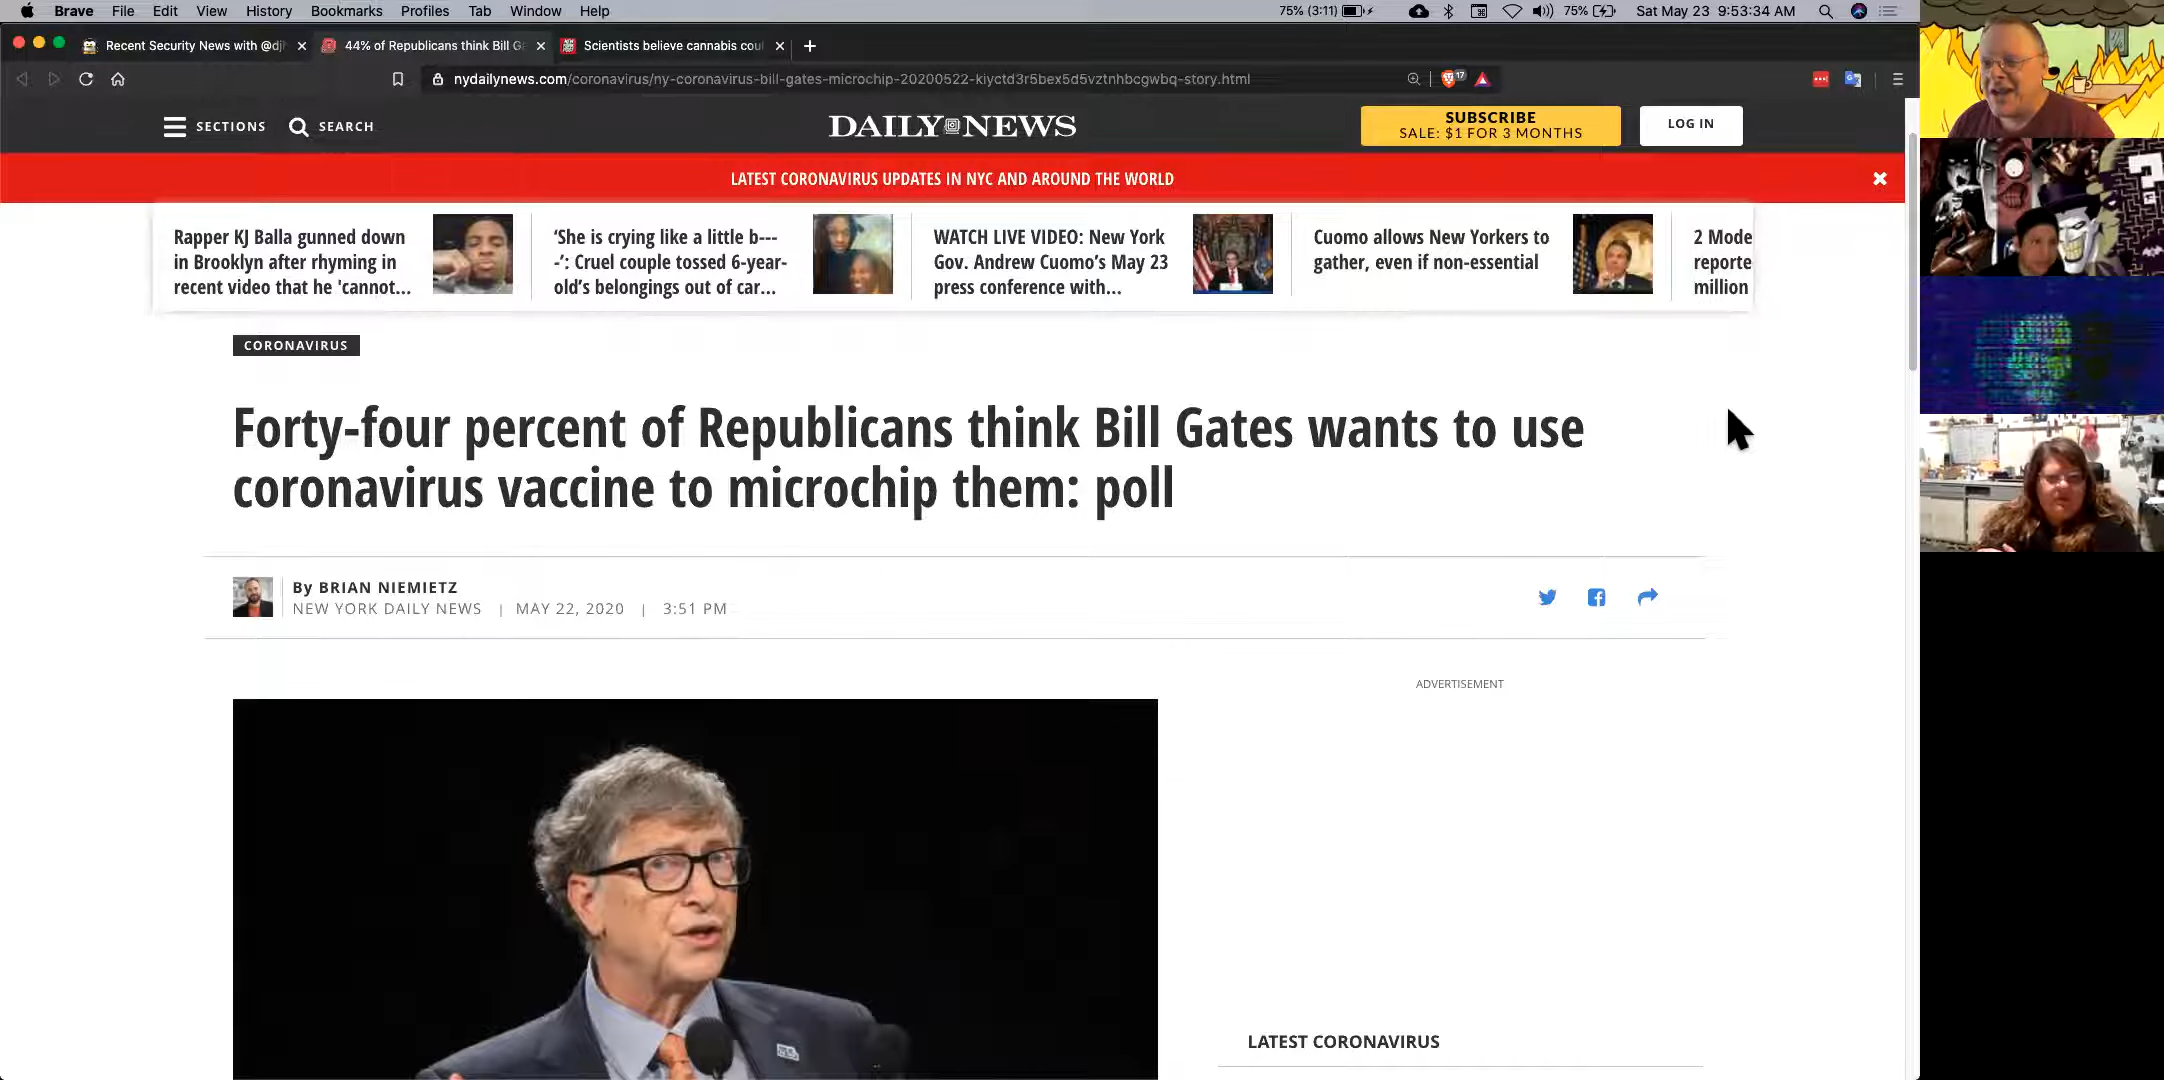 Brave File Edit View History Bookmarks Profiles Tab Window Help 75% (3:11) 75% Sat May 23 9:53:34 AM
Recent Security News with @dj 44% of Republicans think Bill G Scientists believe cannabis cou
nydailynews.com/coronavirus/ny-coronavirus-bill-gates-microchip-20200522-kiyctd3r5bex5d5vztnhbcgwbq-story.html 17
SECTIONS SEARCH DAILY NEWS SUBSCRIBE LOG IN
SALE: $1 FOR 3 MONTHS
LATEST CORONAVIRUS UPDATES IN NYC AND AROUND THE WORLD
Rapper KJ Balla gunned down
in Brooklyn after rhyming in
recent video that he 'cannot...
‘She is crying like a little b---
-’: Cruel couple tossed 6-year-
old’s belongings out of car...
WATCH LIVE VIDEO: New York
Gov. Andrew Cuomo’s May 23
press conference with...
Cuomo allows New Yorkers to
gather, even if non-essential
2 Mode
reporte
million
CORONAVIRUS
Forty-four percent of Republicans think Bill Gates wants to use
coronavirus vaccine to microchip them: poll
By BRIAN NIEMIETZ
NEW YORK DAILY NEWS | MAY 22, 2020 | 3:51 PM
ADVERTISEMENT
LATEST CORONAVIRUS